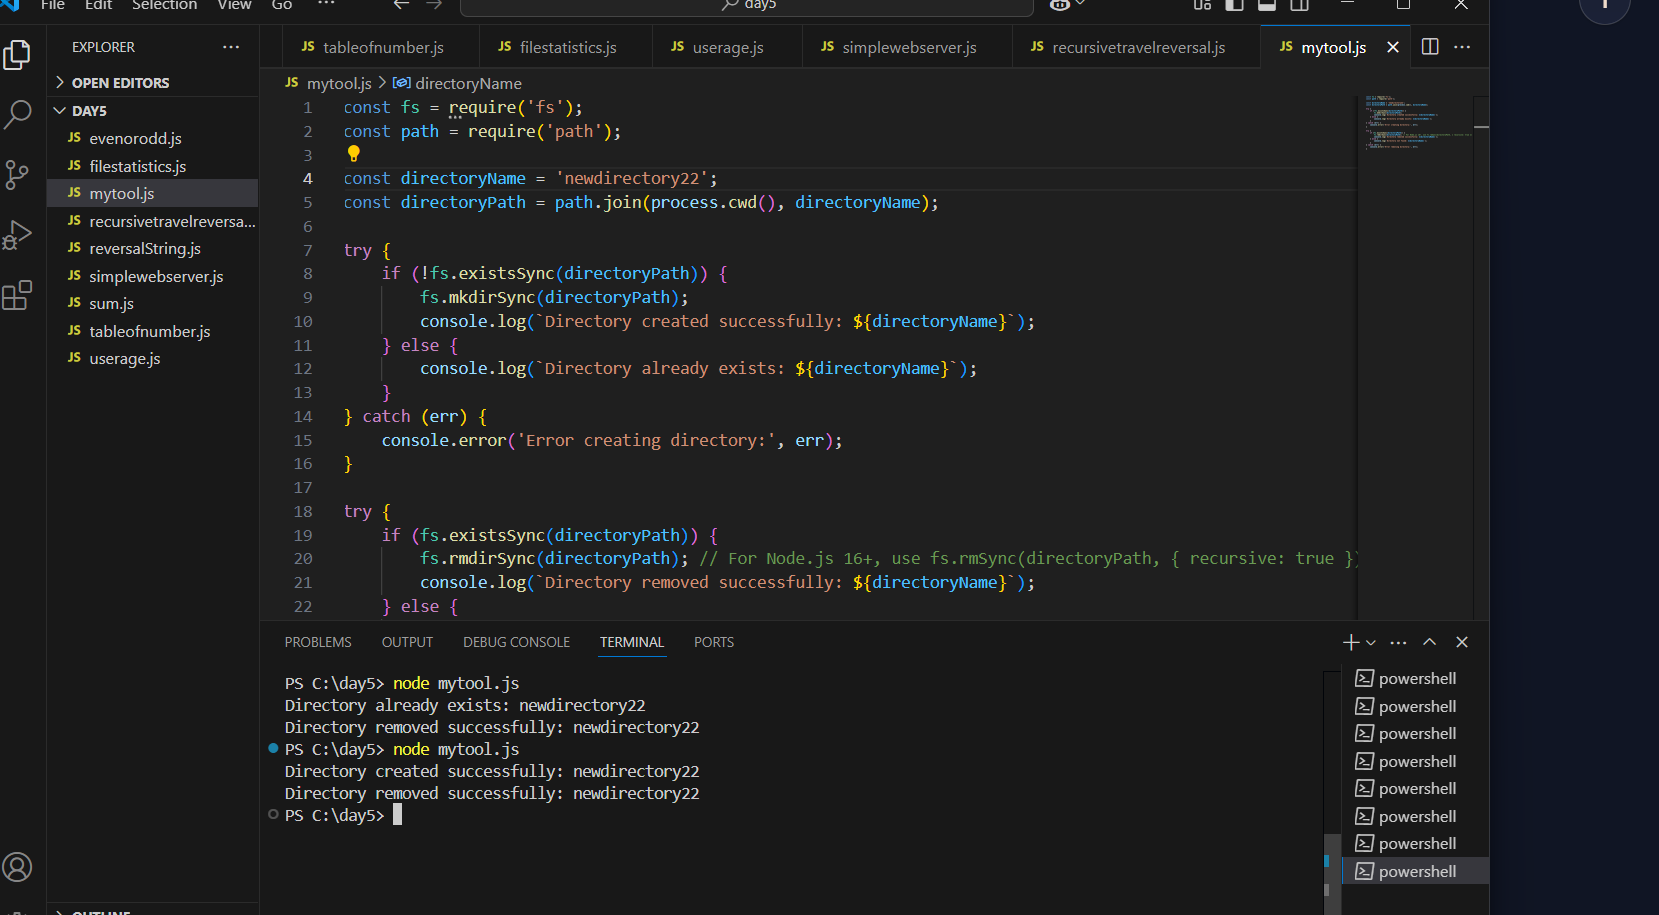 File Edit Selection View Go ··· day5
EXPLORER ···
OPEN EDITORS
DAY5
JS evenorodd.js
JS filestatistics.js
JS mytool.js
JS recursivetravelreversa...
JS reversalString.js
JS simplewebserver.js
JS sum.js
JS tableofnumber.js
JS userage.js
OUTLINE
JS tableofnumber.js JS filestatistics.js JS userage.js JS simplewebserver.js JS recursivetravelreversal.js JS mytool.js
JS mytool.js > directoryName
1 const fs = require('fs');
2 const path = require('path');
3
4 const directoryName = 'newdirectory22';
5 const directoryPath = path.join(process.cwd(), directoryName);
6
7 try {
8 if (!fs.existsSync(directoryPath)) {
9 fs.mkdirSync(directoryPath);
10 console.log(`Directory created successfully: ${directoryName}`);
11 } else {
12 console.log(`Directory already exists: ${directoryName}`);
13 }
14 } catch (err) {
15 console.error('Error creating directory:', err);
16 }
17
18 try {
19 if (fs.existsSync(directoryPath)) {
20 fs.rmdirSync(directoryPath); // For Node.js 16+, use fs.rmSync(directoryPath, { recursive: true })
21 console.log(`Directory removed successfully: ${directoryName}`);
22 } else {
PROBLEMS OUTPUT DEBUG CONSOLE TERMINAL PORTS
PS C:\day5> node mytool.js
Directory already exists: newdirectory22
Directory removed successfully: newdirectory22
PS C:\day5> node mytool.js
Directory created successfully: newdirectory22
Directory removed successfully: newdirectory22
PS C:\day5>
powershell
powershell
powershell
powershell
powershell
powershell
powershell
powershell